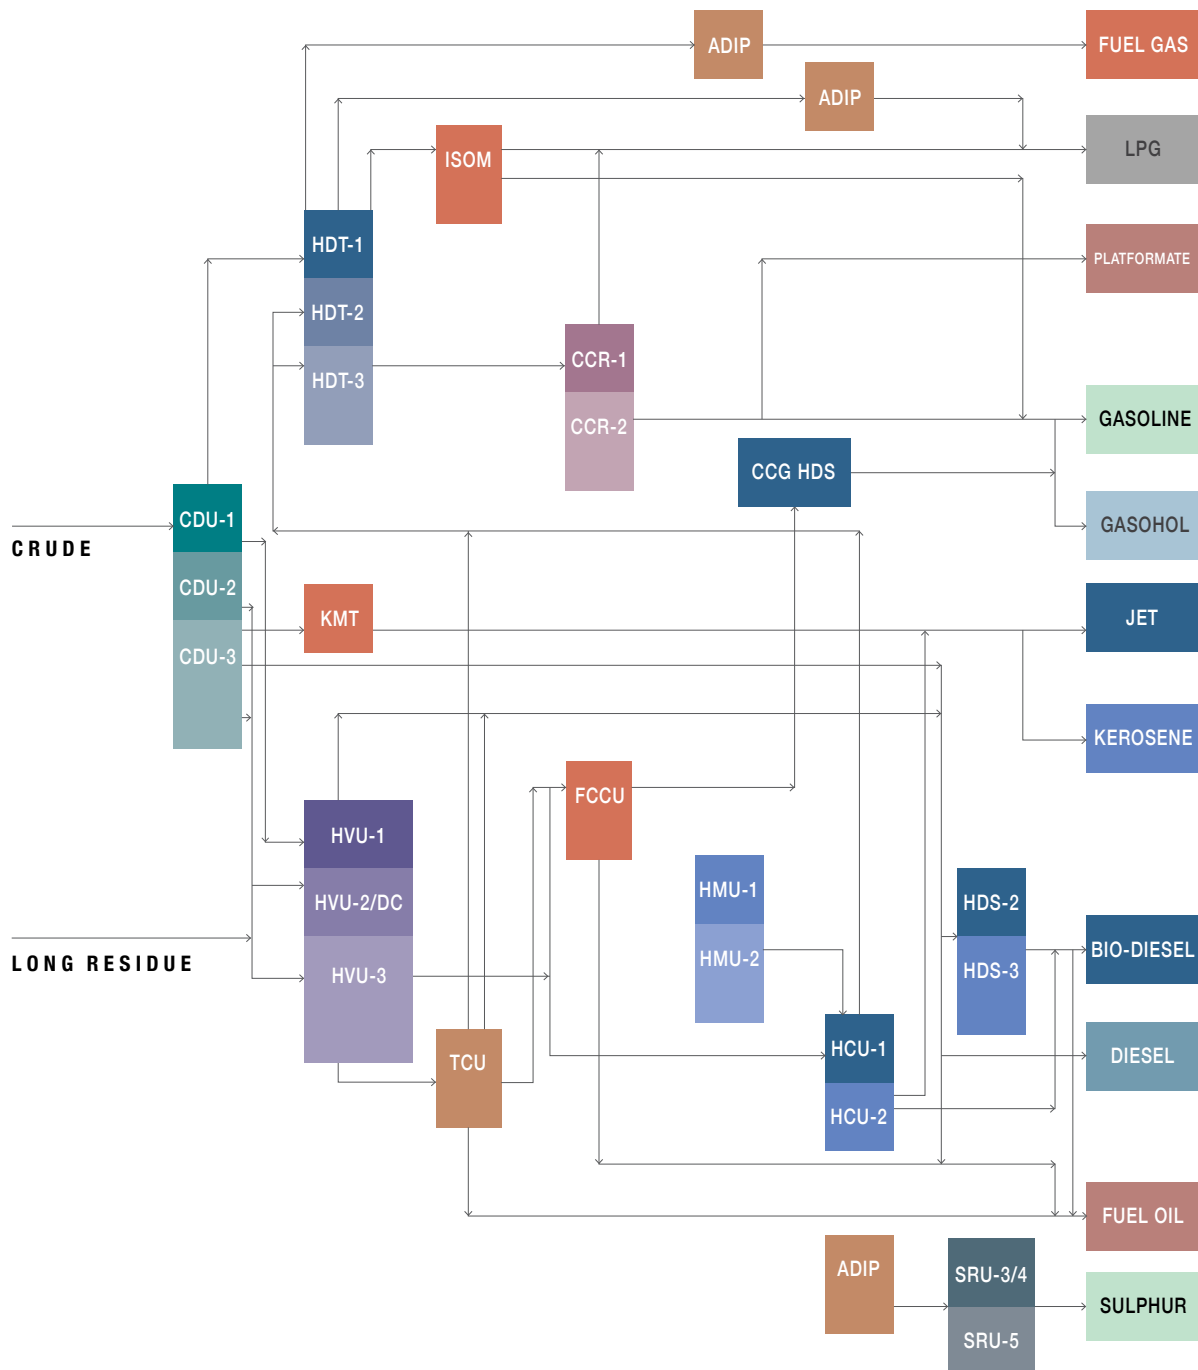 ADIP
FUEL GAS
ADIP
ISOM
LPG
HDT-1
HDT-2
HDT-3
PLATFORMATE
CCR-1
CCR-2
GASOLINE
CCG HDS
GASOHOL
CRUDE
CDU-1
CDU-2
CDU-3
KMT
JET
KEROSENE
FCCU
HVU-1
HVU-2/DC
HVU-3
LONG RESIDUE
HMU-1
HMU-2
HDS-2
HDS-3
BIO-DIESEL
TCU
HCU-1
HCU-2
DIESEL
FUEL OIL
ADIP
SRU-3/4
SRU-5
SULPHUR